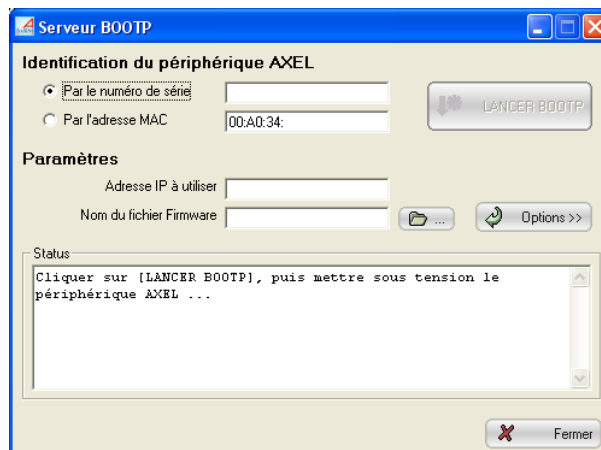 Serveur BOOTP
Identification du périphérique AXEL
Par le numéro de série
LANCER BOOTP
Par l'adresse MAC 00:A0:34:
Paramètres
Adresse IP à utiliser
Nom du fichier Firmware ... Options >>
Status
Cliquer sur [LANCER BOOTP], puis mettre sous tension le
périphérique AXEL ...
Fermer